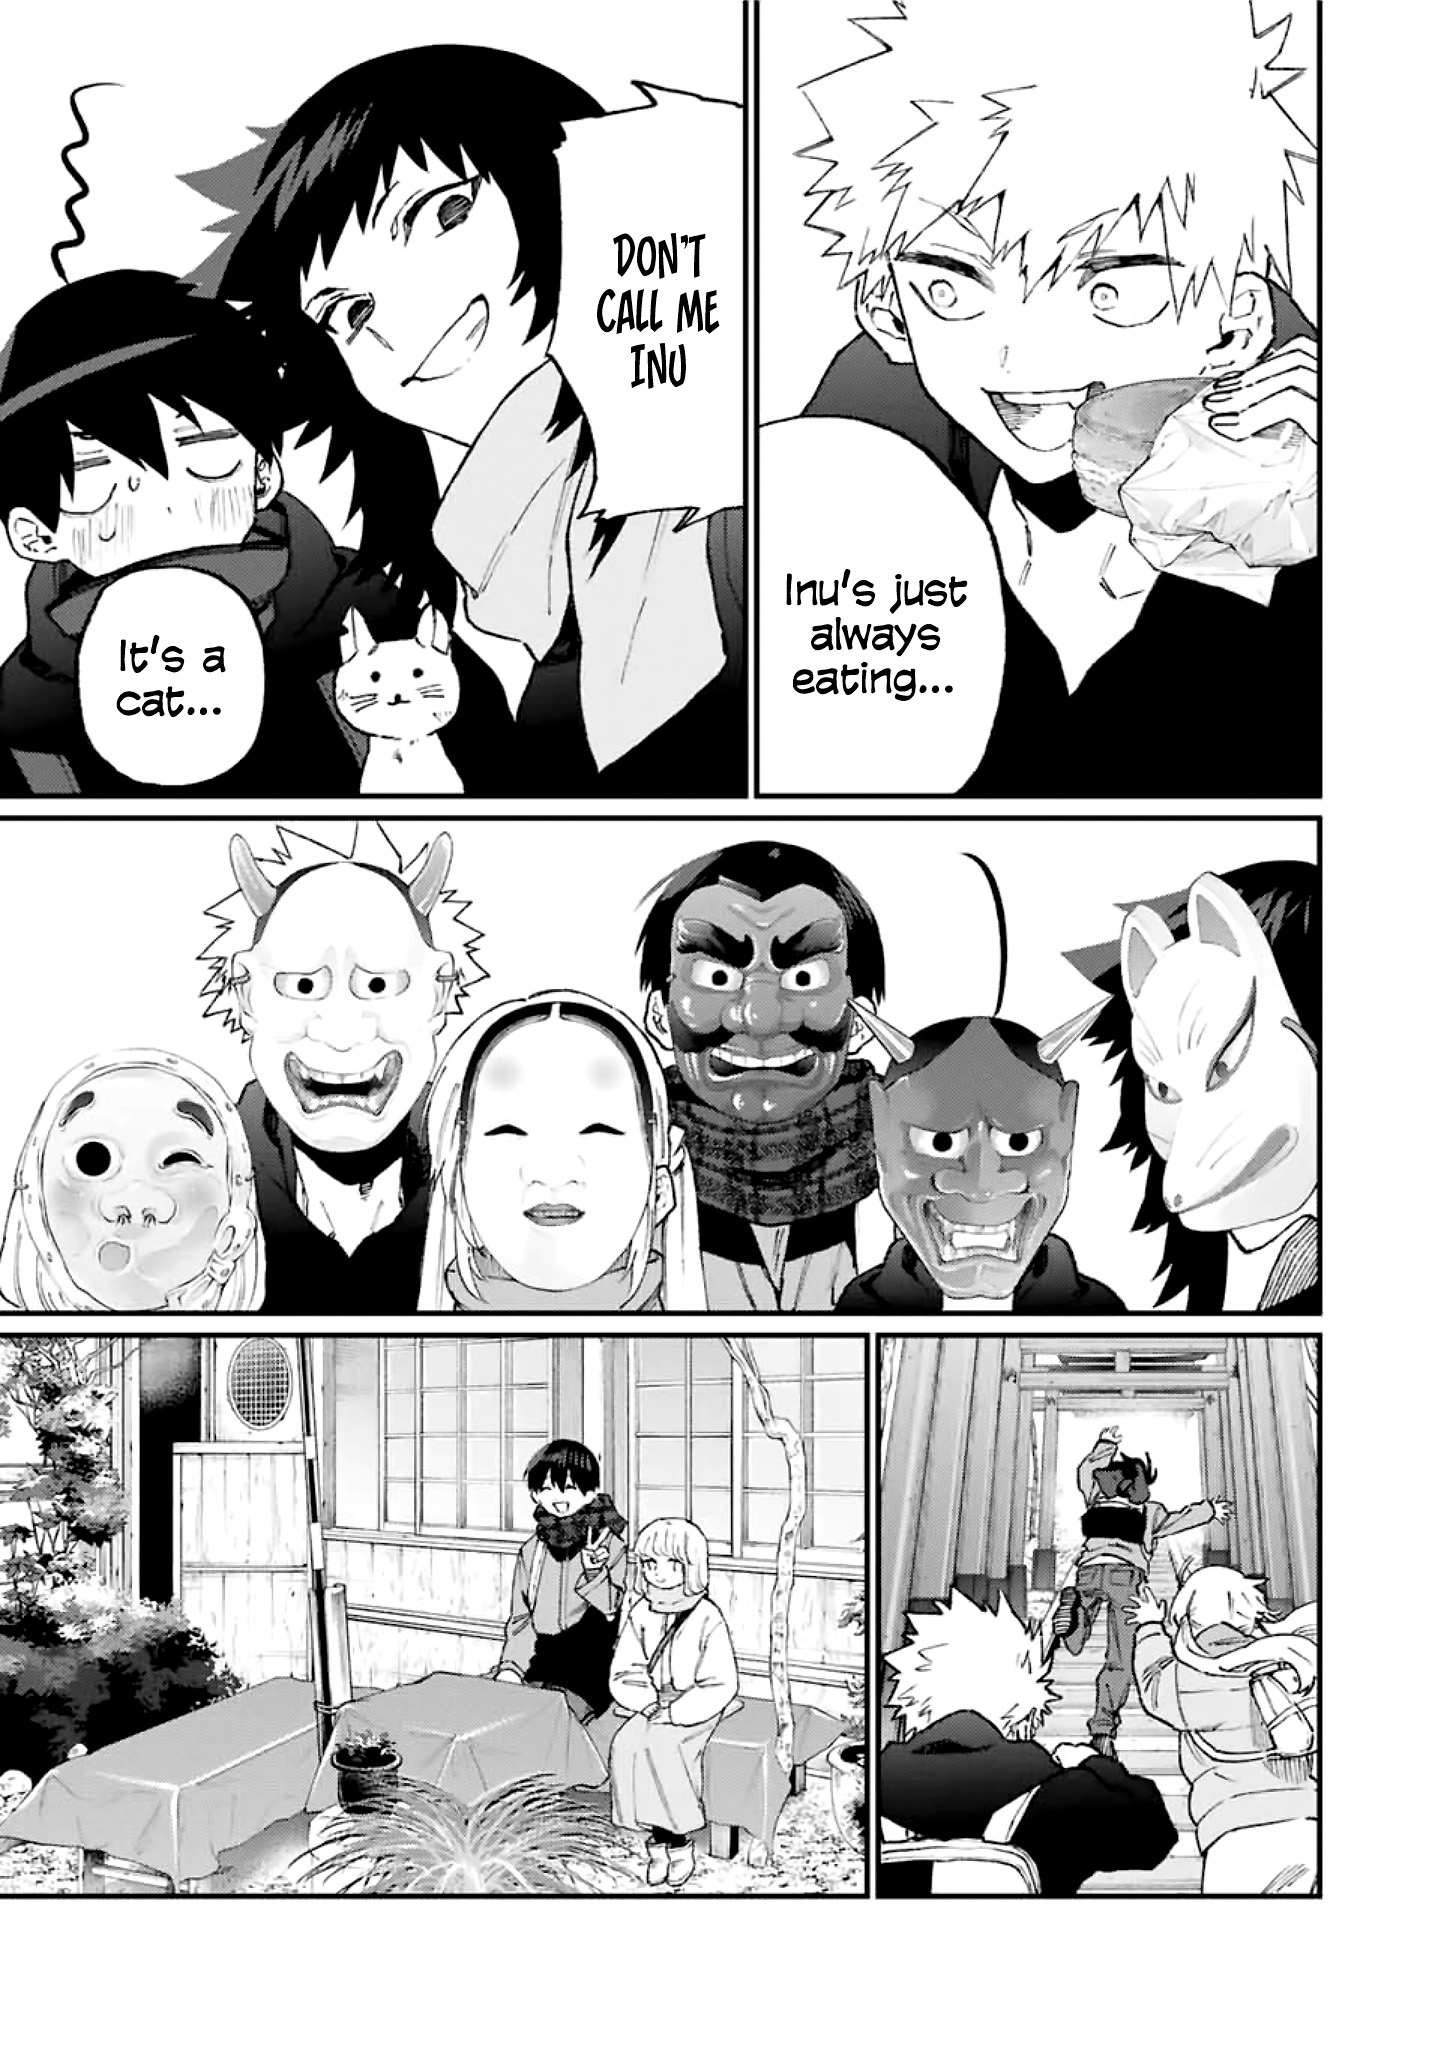 Inu's just
always
eating...
DON'T
CALL ME
INU
It's a
cat...